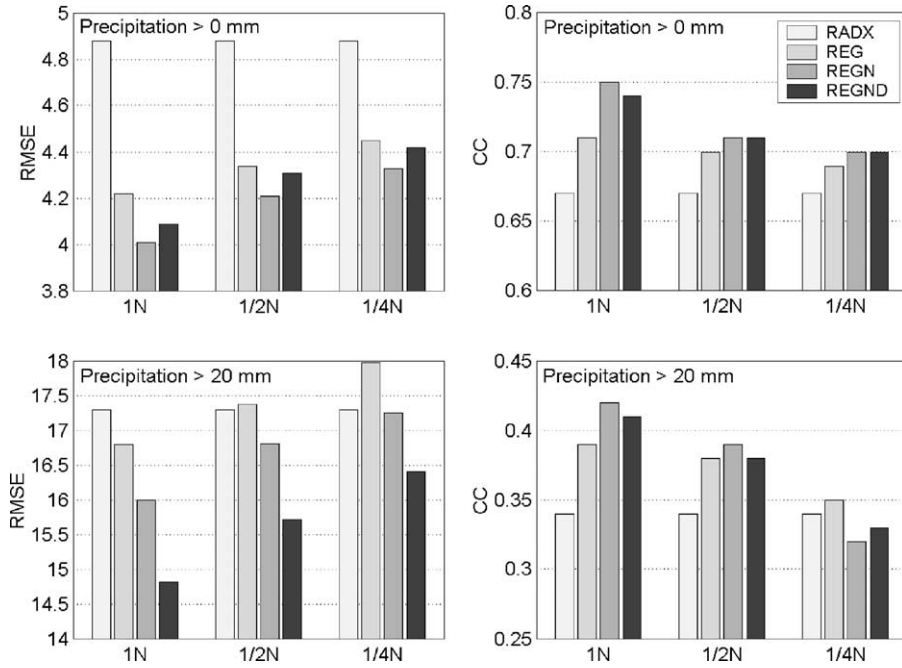 Precipitation > 0 mm
RMSE
5
4.8
4.6
4.4
4.2
4
3.8
1N
1/2N
1/4N
Precipitation > 0 mm
RADX
REG
REGN
REGND
CC
0.8
0.75
0.7
0.65
0.6
1N
1/2N
1/4N
Precipitation > 20 mm
RMSE
18
17.5
17
16.5
16
15.5
15
14.5
14
1N
1/2N
1/4N
Precipitation > 20 mm
CC
0.45
0.4
0.35
0.3
0.25
1N
1/2N
1/4N